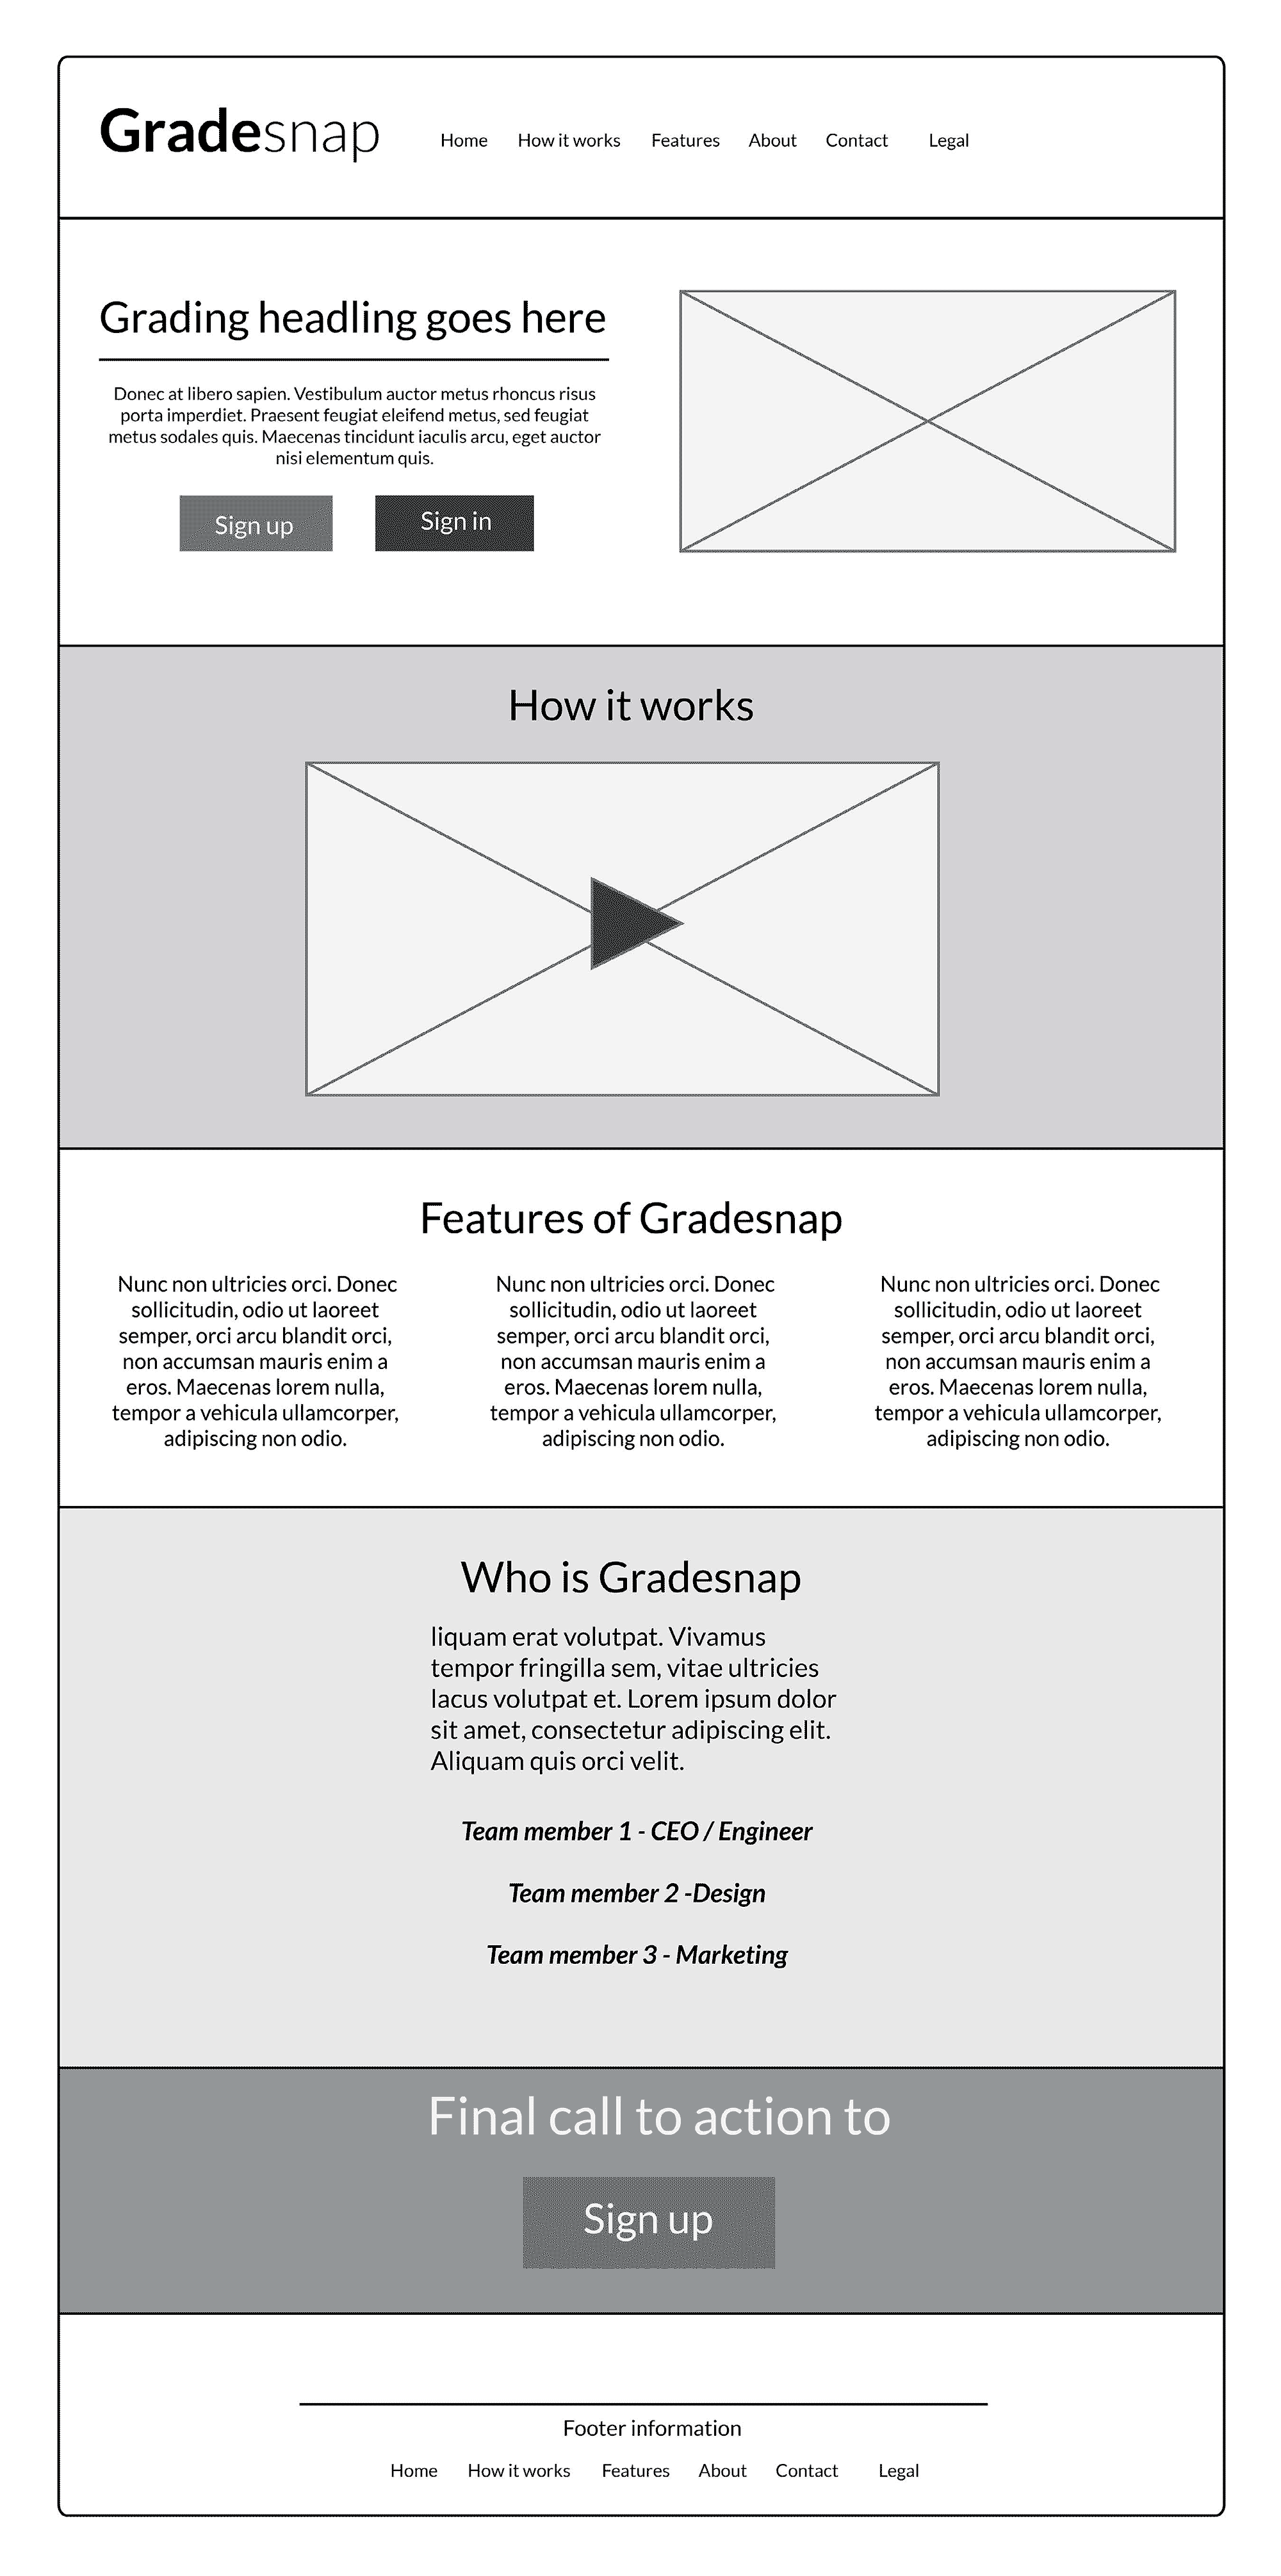 Gradesnap
Home How it works Features About Contact Legal
Grading headling goes here
Donec at libero sapien. Vestibulum auctor metus rhoncus risus
porta imperdiet. Praesent feugiat eleifend metus, sed feugiat
metus sodales quis. Maecenas tincidunt iaculis arcu, eget auctor
nisi elementum quis.
Sign up
Sign in
How it works
Features of Gradesnap
Nunc non ultricies orci. Donec
sollicitudin, odio ut laoreet
semper, orci arcu blandit orci,
non accumsan mauris enim a
eros. Maecenas lorem nulla,
tempor a vehicula ullamcorper,
adipiscing non odio.
Nunc non ultricies orci. Donec
sollicitudin, odio ut laoreet
semper, orci arcu blandit orci,
non accumsan mauris enim a
eros. Maecenas lorem nulla,
tempor a vehicula ullamcorper,
adipiscing non odio.
Nunc non ultricies orci. Donec
sollicitudin, odio ut laoreet
semper, orci arcu blandit orci,
non accumsan mauris enim a
eros. Maecenas lorem nulla,
tempor a vehicula ullamcorper,
adipiscing non odio.
Who is Gradesnap
liquam erat volutpat. Vivamus
tempor fringilla sem, vitae ultricies
lacus volutpat et. Lorem ipsum dolor
sit amet, consectetur adipiscing elit.
Aliquam quis orci velit.
Team member 1 - CEO / Engineer
Team member 2 -Design
Team member 3 - Marketing
Final call to action to
Sign up
Footer information
Home How it works Features About Contact Legal